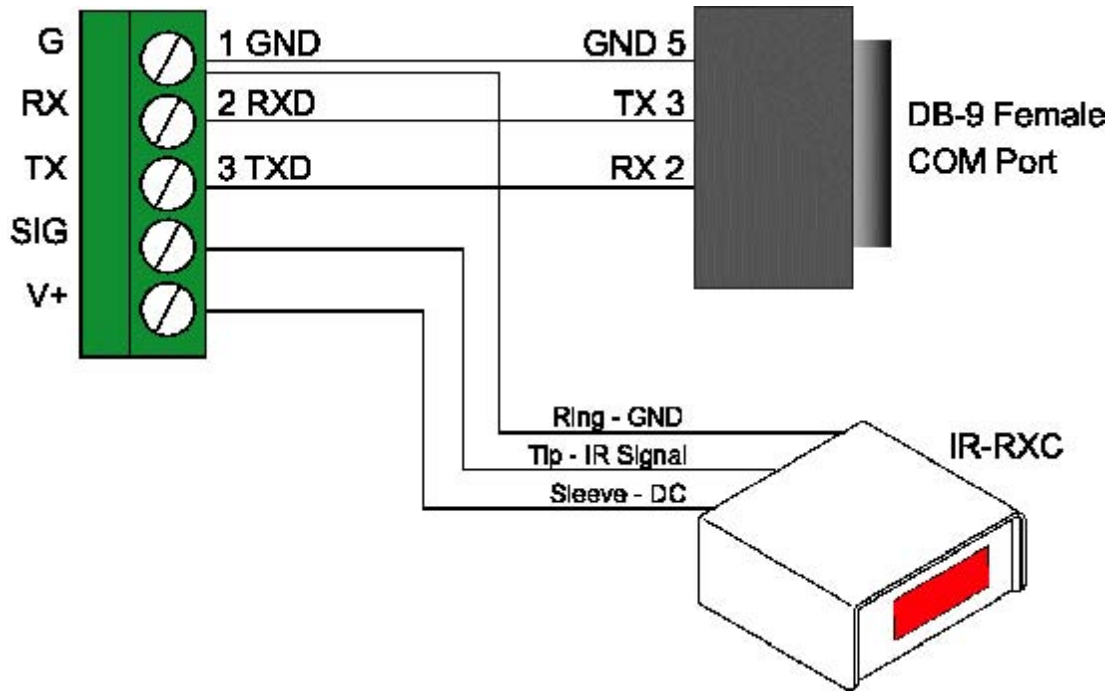 G
1 GND
GND 5
RX
2 RXD
TX 3
TX
3 TXD
RX 2
DB-9 Female
COM Port
SIG
V+
Ring - GND
Tip - IR Signal
Sleeve - DC
IR-RXC